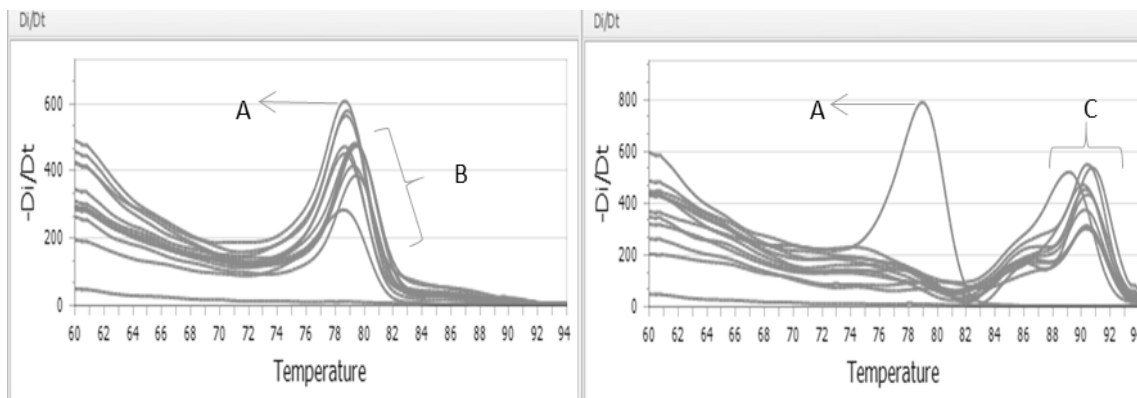 Di/Dt
A
B
-Di/Dt
600
400
200
0
60 62 64 66 68 70 72 74 76 78 80 82 84 86 88 90 92 94
Temperature
Di/Dt
A
C
-Di/Dt
800
600
400
200
0
60 62 64 66 68 70 72 74 76 78 80 82 84 86 88 90 92
Temperature